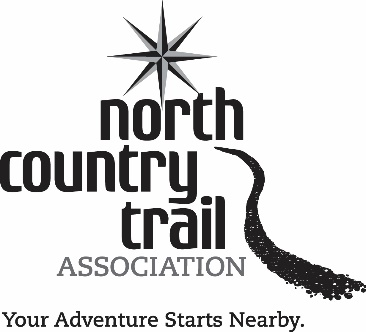 north
country
trail
ASSOCIATION
Your Adventure Starts Nearby.